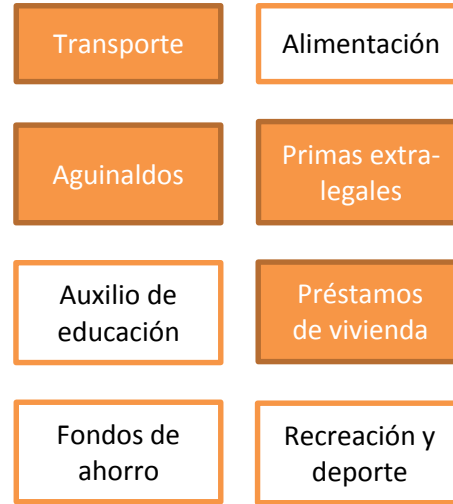 Transporte
Alimentación
Aguinaldos
Primas extra-
legales
Auxilio de
educación
Préstamos
de vivienda
Fondos de
ahorro
Recreación y
deporte